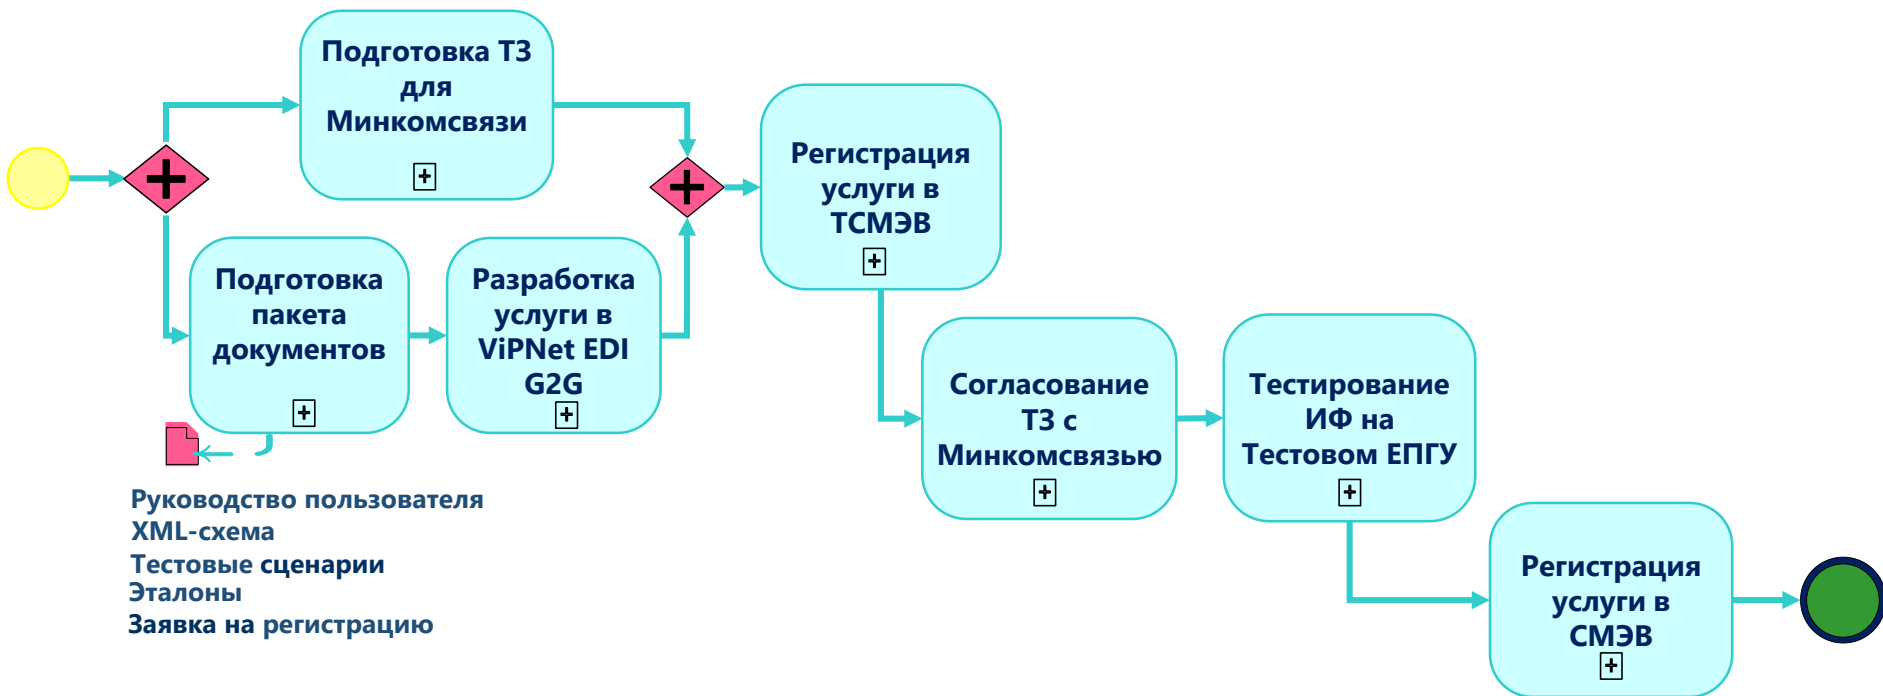 Подготовка ТЗ
для
Минкомсвязи
Подготовка
пакета
документов
Разработка
услуги в
ViPNet EDI
G2G
Регистрация
услуги в
ТСМЭВ
Согласование
ТЗ с
Минкомсвязью
Тестирование
ИФ на
Тестовом ЕПГУ
Регистрация
услуги в
СМЭВ
Руководство пользователя
XML-схема
Тестовые сценарии
Эталоны
Заявка на регистрацию